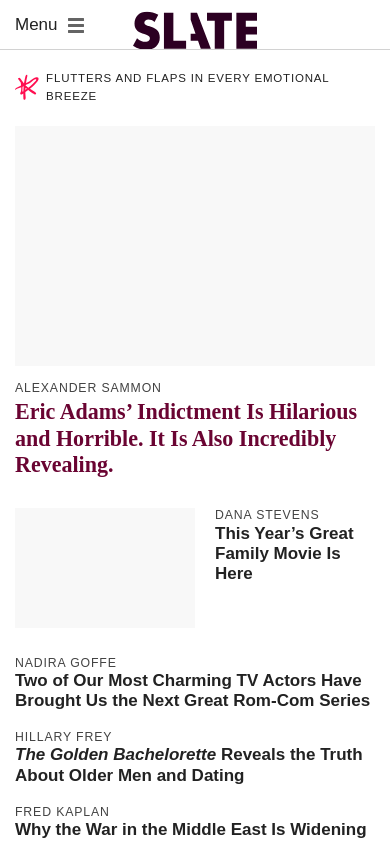 Menu
SLATE
FLUTTERS AND FLAPS IN EVERY EMOTIONAL
BREEZE
ALEXANDER SAMMON
Eric Adams’ Indictment Is Hilarious
and Horrible. It Is Also Incredibly
Revealing.
DANA STEVENS
This Year’s Great
Family Movie Is
Here
NADIRA GOFFE
Two of Our Most Charming TV Actors Have
Brought Us the Next Great Rom-Com Series
HILLARY FREY
The Golden Bachelorette Reveals the Truth
About Older Men and Dating
FRED KAPLAN
Why the War in the Middle East Is Widening